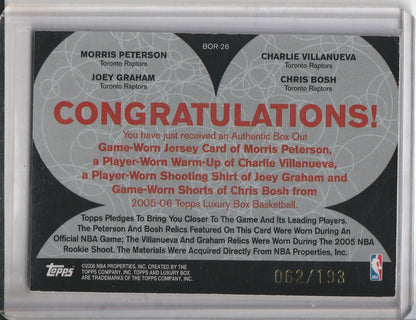 BOR-26
MORRIS PETERSON
Toronto Raptors
CHARLIE VILLANUEVA
Toronto Raptors
JOEY GRAHAM
Toronto Raptors
CHRIS BOSH
Toronto Raptors
CONGRATULATIONS!
You have just received an Authentic Box Out
Game-Worn Jersey Card of Morris Peterson,
a Player-Worn Warm-Up of Charlie Villanueva,
a Player-Worn Shooting Shirt of Joey Graham and
Game-Worn Shorts of Chris Bosh from
2005-06 Topps Luxury Box Basketball.
Topps Pledges To Bring You Closer To The Game And Its Leading Players.
The Peterson And Bosh Relics Featured On This Card Were Worn During An
Official NBA Game; The Villanueva And Graham Relics Were Worn During The 2005 NBA
Rookie Shoot. The Materials Were Acquired Directly From NBA Properties, Inc.
topps
©2006 NBA PROPERTIES, INC. CREATED BY THE
TOPPS COMPANY, INC. TOPPS AND LUXURY BOX
ARE TRADEMARKS OF THE TOPPS COMPANY, INC.
062/193
NBA